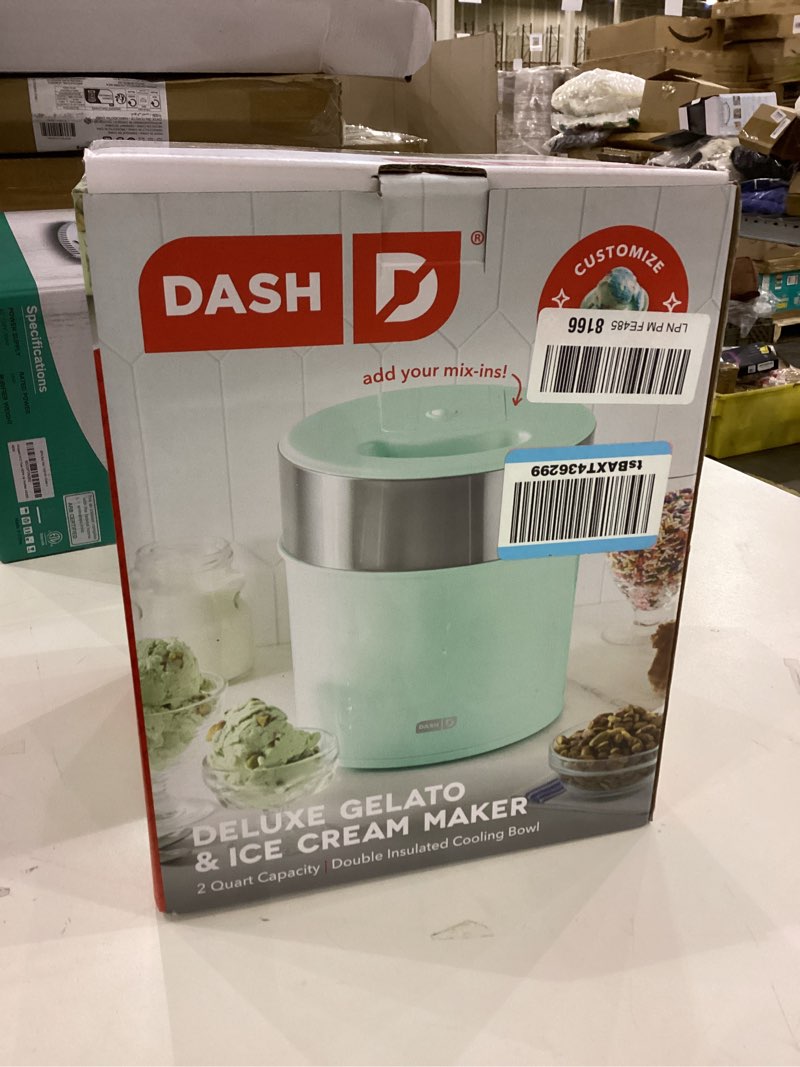 DASH D®
CUSTOMIZE
LPN PM FE485 8166
add your mix-ins!
tsBAXT436299
Specifications
DASH D
DELUXE GELATO
& ICE CREAM MAKER
2 Quart Capacity | Double Insulated Cooling Bowl